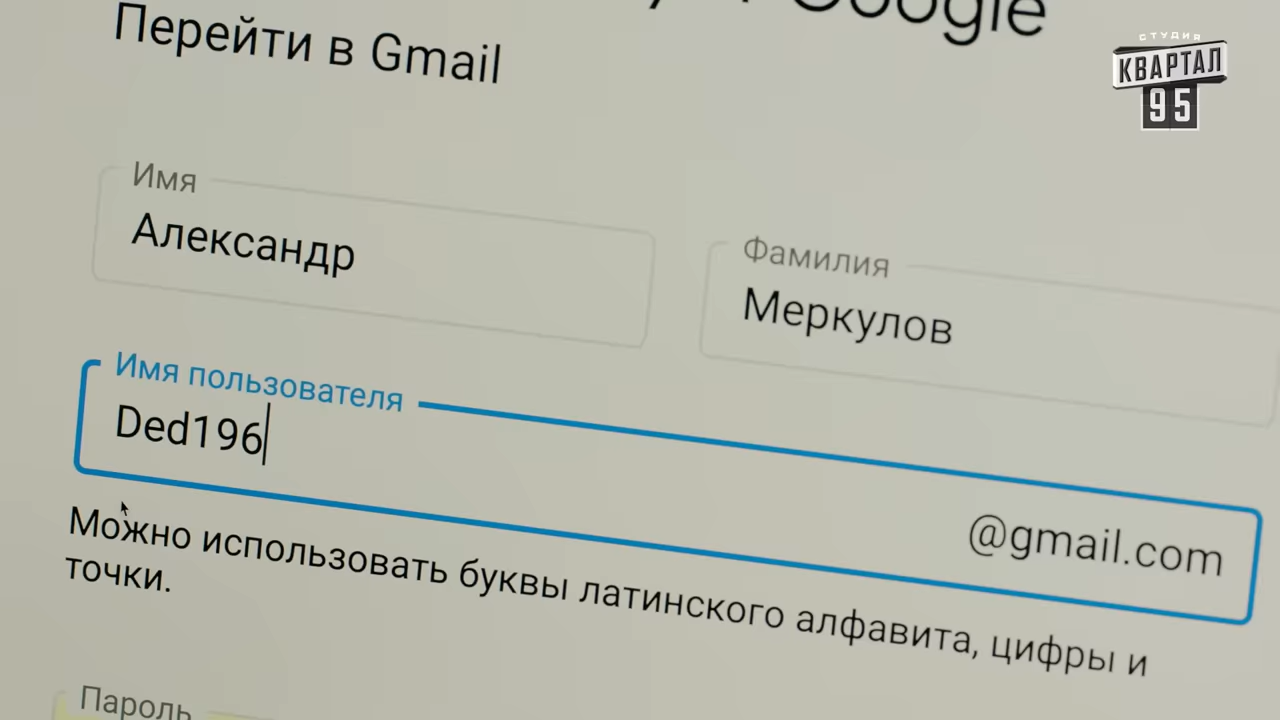 Google
Перейти в Gmail
СТУДИЯ
КВАРТАЛ
95
Имя
Александр
Фамилия
Меркулов
Имя пользователя
Ded196
@gmail.com
Можно использовать буквы латинского алфавита, цифры и
точки.
Пароль